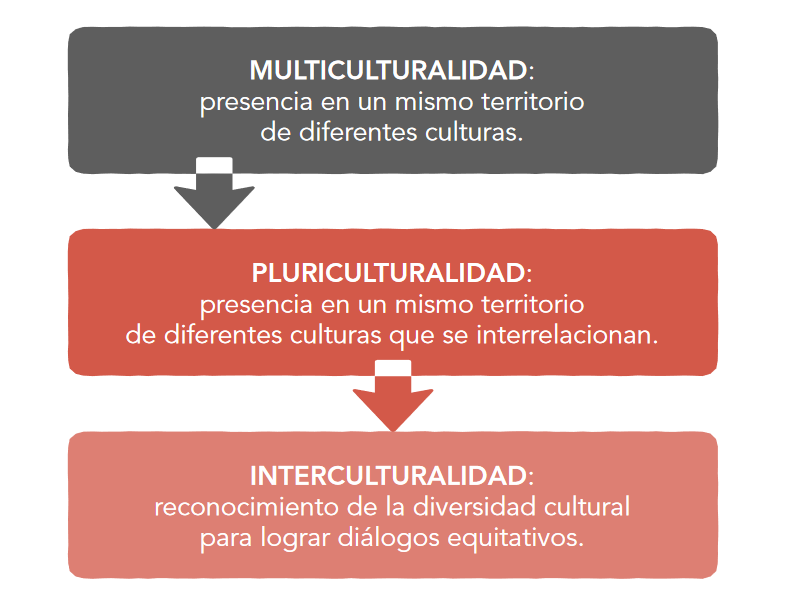 MULTICULTURALIDAD:
presencia en un mismo territorio
de diferentes culturas.
PLURICULTURALIDAD:
presencia en un mismo territorio
de diferentes culturas que se interrelacionan.
INTERCULTURALIDAD:
reconocimiento de la diversidad cultural
para lograr diálogos equitativos.